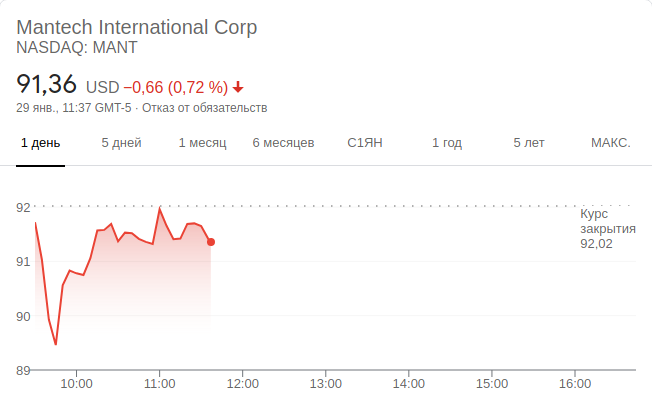 Mantech International Corp
NASDAQ: MANT
91,36 USD −0,66 (0,72 %)
29 янв., 11:37 GMT-5 · Отказ от обязательств
1 день 5 дней 1 месяц 6 месяцев С1ЯН 1 год 5 лет МАКС.
92
Курс
закрытия
92,02
91
90
89
10:00 11:00 12:00 13:00 14:00 15:00 16:00